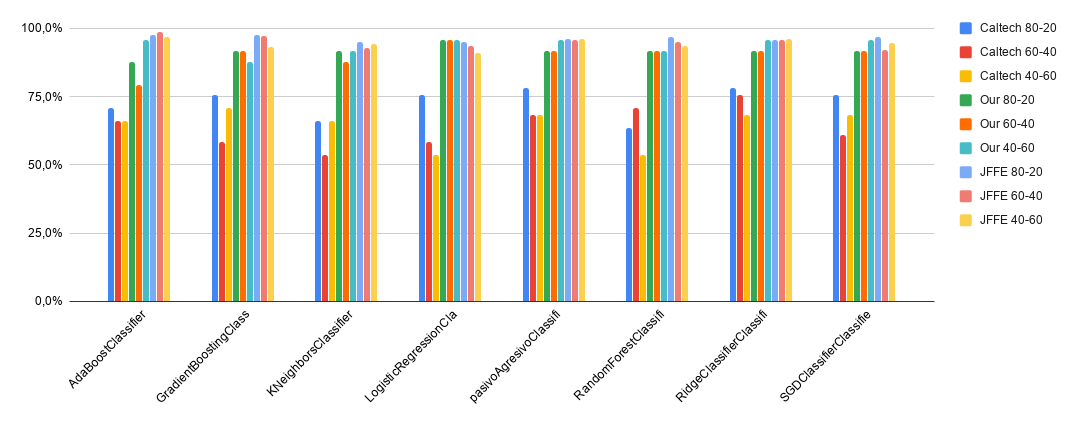 100,0%
75,0%
50,0%
25,0%
0,0%
AdaBoostClassifier
GradientBoostingClass
KNeighborsClassifier
LogisticRegressionCla
pasivoAgresivoClassifi
RandomForestClassifi
RidgeClassifierClassifi
SGDClassifierClassifie
Caltech 80-20
Caltech 60-40
Caltech 40-60
Our 80-20
Our 60-40
Our 40-60
JFFE 80-20
JFFE 60-40
JFFE 40-60